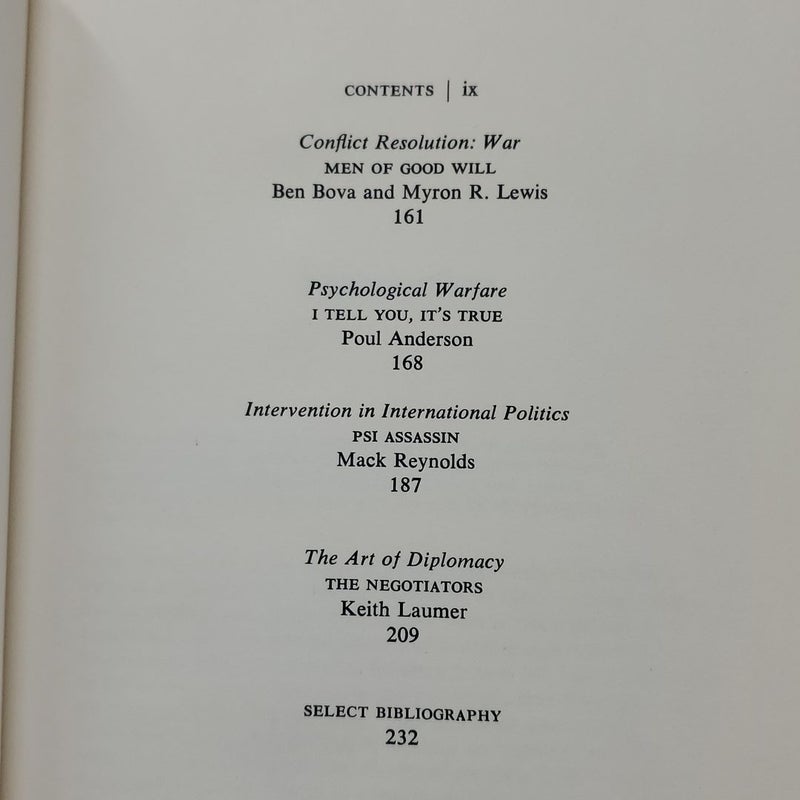 CONTENTS | ix
Conflict Resolution: War
MEN OF GOOD WILL
Ben Bova and Myron R. Lewis
161
Psychological Warfare
I TELL YOU, IT'S TRUE
Poul Anderson
168
Intervention in International Politics
PSI ASSASSIN
Mack Reynolds
187
The Art of Diplomacy
THE NEGOTIATORS
Keith Laumer
209
SELECT BIBLIOGRAPHY
232